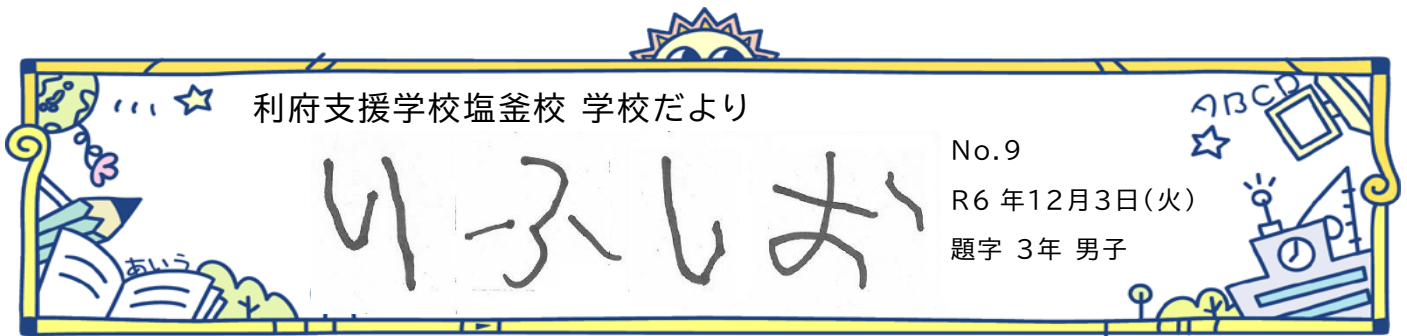 利府支援学校塩釜校 学校だより
りふしお
No.9
R6 年12月3日(火)
題字 3年 男子
ABCD
あいう